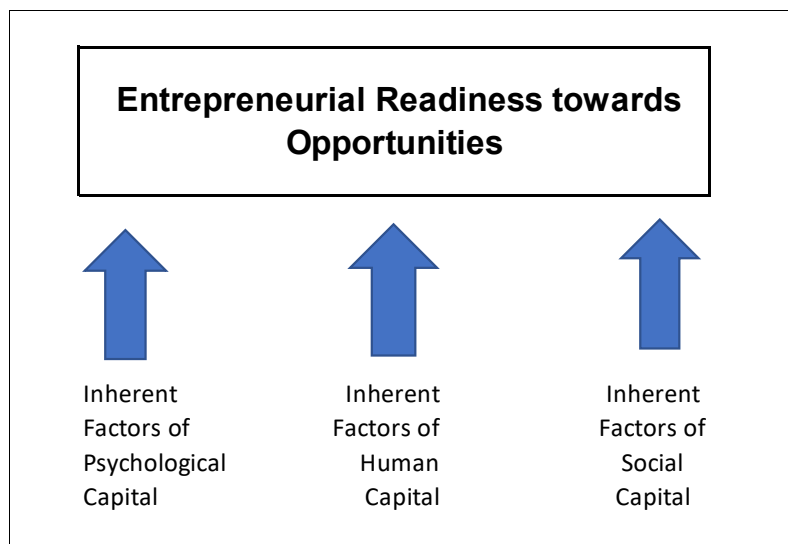 Entrepreneurial Readiness towards
Opportunities
Inherent
Factors of
Psychological
Capital
Inherent
Factors of
Human
Capital
Inherent
Factors of
Social
Capital